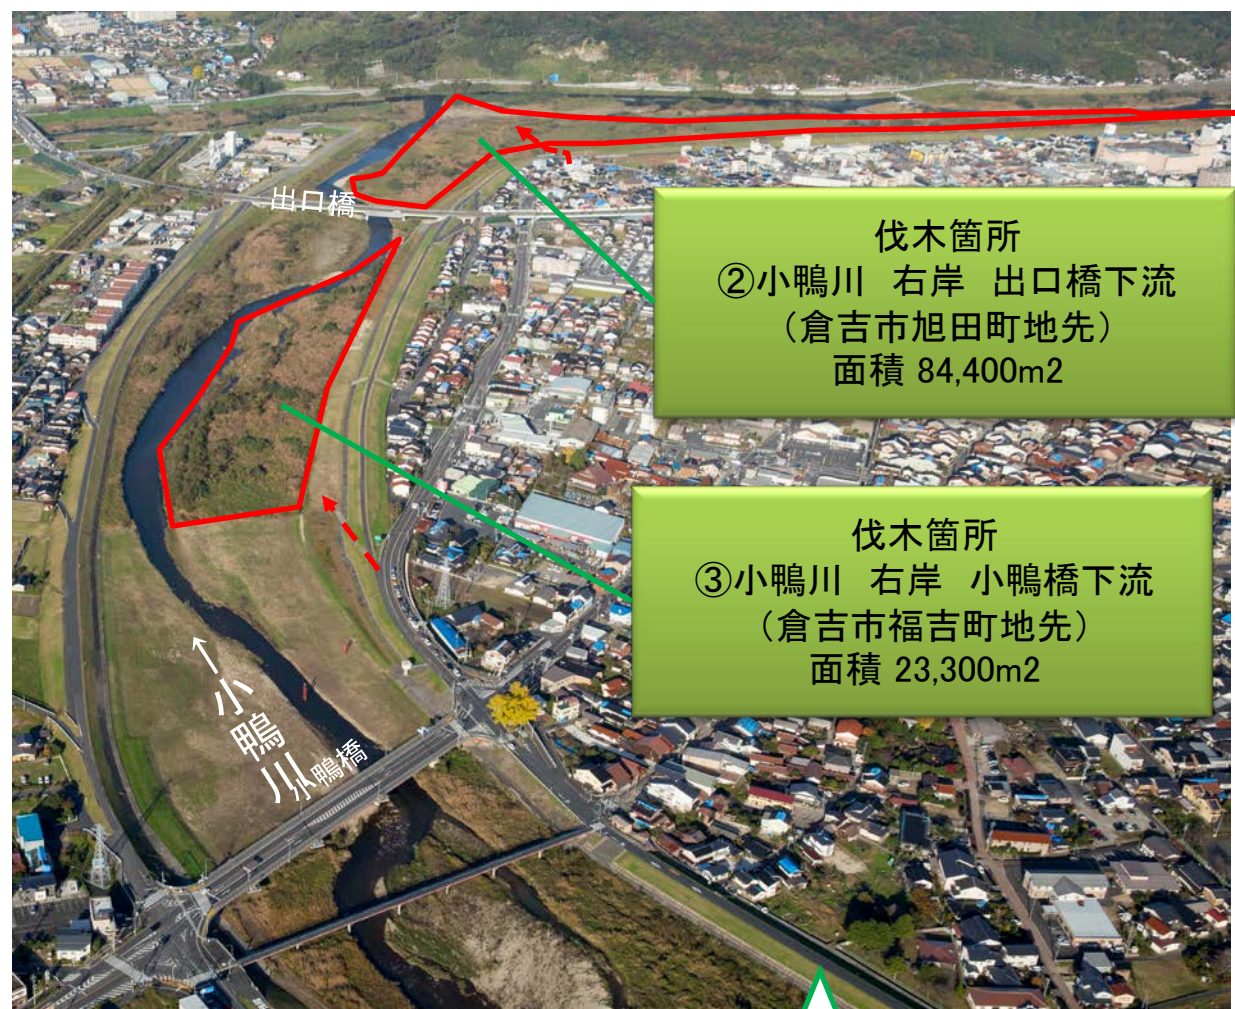 出口橋
伐木箇所
②小鴨川　右岸　出口橋下流
（倉吉市旭田町地先）
面積 84,400m2
伐木箇所
③小鴨川　右岸　小鴨橋下流
（倉吉市福吉町地先）
面積 23,300m2
←小鴨川
小鴨橋